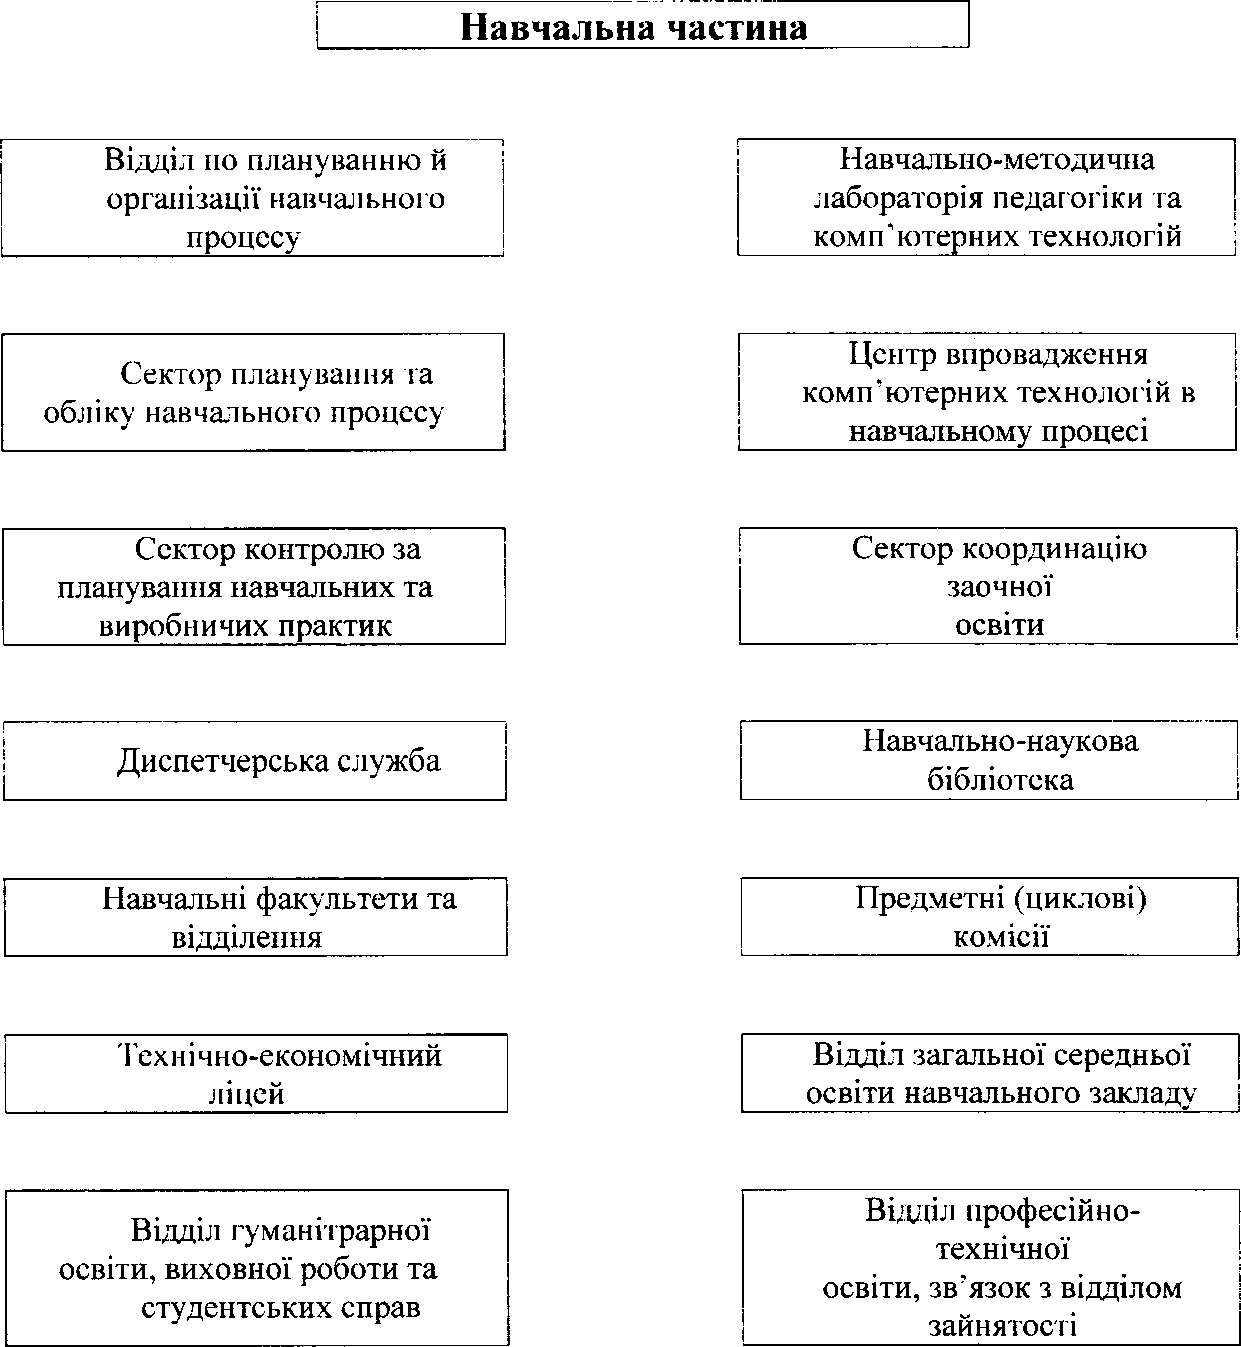 Навчальна частина
Відділ по плануванню й
організації навчального
процесу
Навчально-методична
лабораторія педагогіки та
комп'ютерних технологій
Сектор планування та
обліку навчального процесу
Центр впровадження
комп'ютерних технологій в
навчальному процесі
Сектор контролю за
планування навчальних та
виробничих практик
Сектор координацію
заочної
освіти
Диспетчерська служба
Навчально-наукова
бібліотека
Навчальні факультети та
відділення
Предметні (циклові)
комісії
Технічно-економічний
ліцей
Відділ загальної середньої
освіти навчального закладу
Відділ гуманітрарної
освіти, виховної роботи та
студентських справ
Відділ професійно-
технічної
освіти, зв'язок з відділом
зайнятості